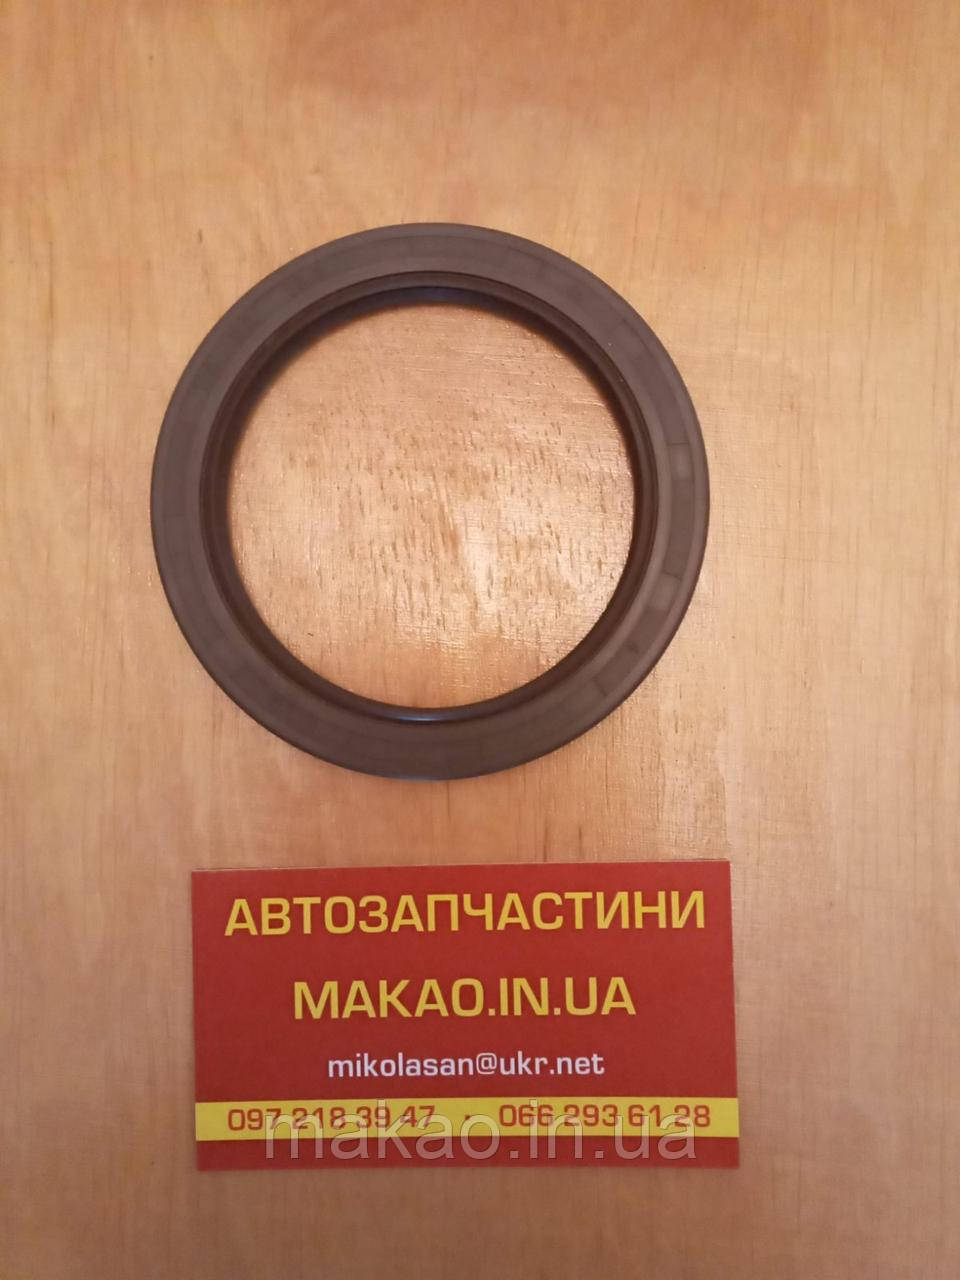 АВТОЗАПЧАСТИНИ
MAKAO.IN.UA
mikolasan@ukr.net
097 218 39 47 · 066 293 61 28
makao.in.ua